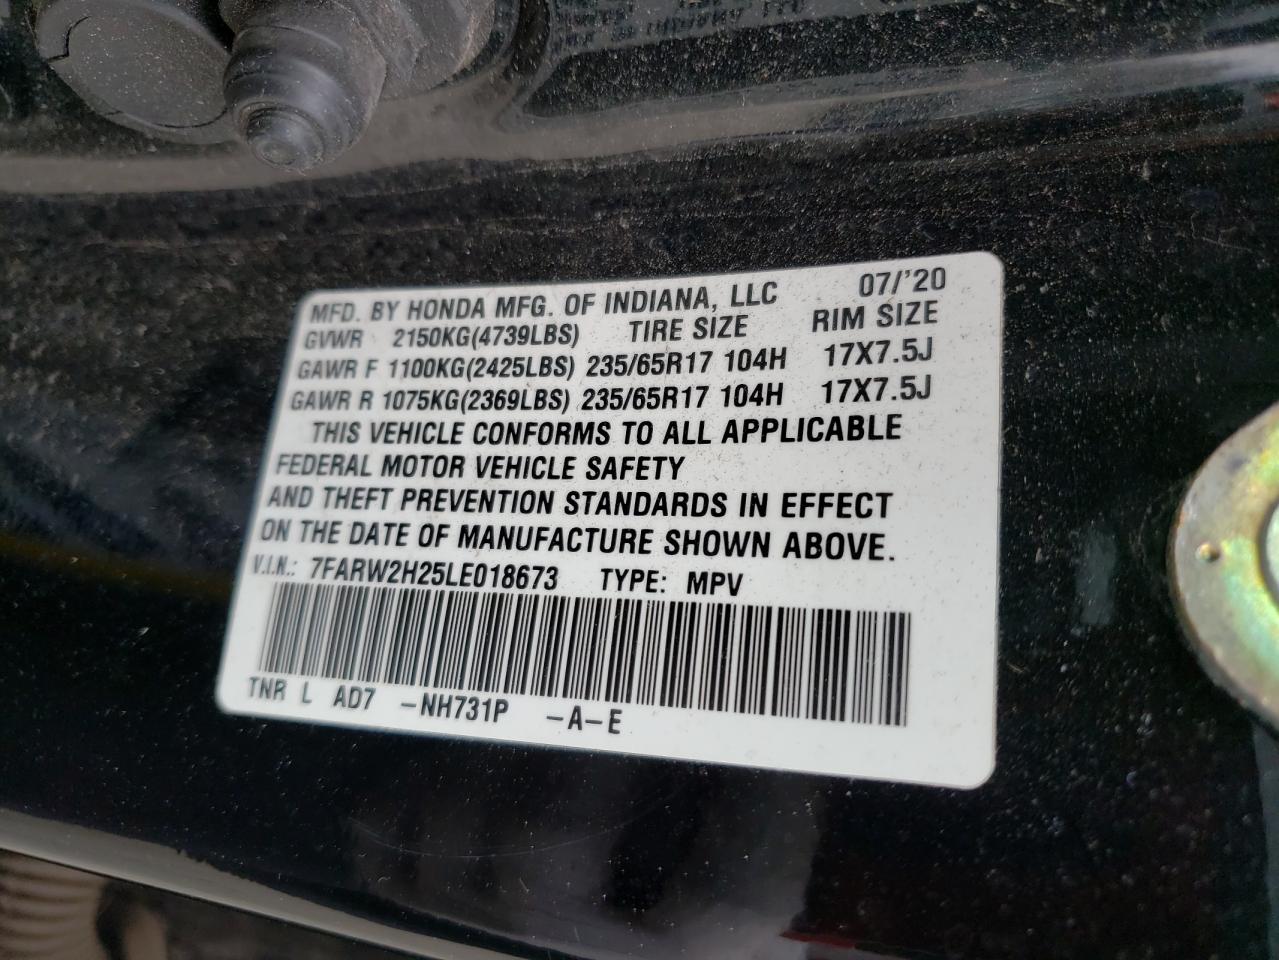 MFD. BY HONDA MFG. OF INDIANA, LLC 07/'20
GVWR 2150KG(4739LBS) TIRE SIZE RIM SIZE
GAWR F 1100KG(2425LBS) 235/65R17 104H 17X7.5J
GAWR R 1075KG(2369LBS) 235/65R17 104H 17X7.5J
THIS VEHICLE CONFORMS TO ALL APPLICABLE
FEDERAL MOTOR VEHICLE SAFETY
AND THEFT PREVENTION STANDARDS IN EFFECT
ON THE DATE OF MANUFACTURE SHOWN ABOVE.
V.I.N.: 7FARW2H25LE018673 TYPE: MPV
TNR L AD7 -NH731P -A-E